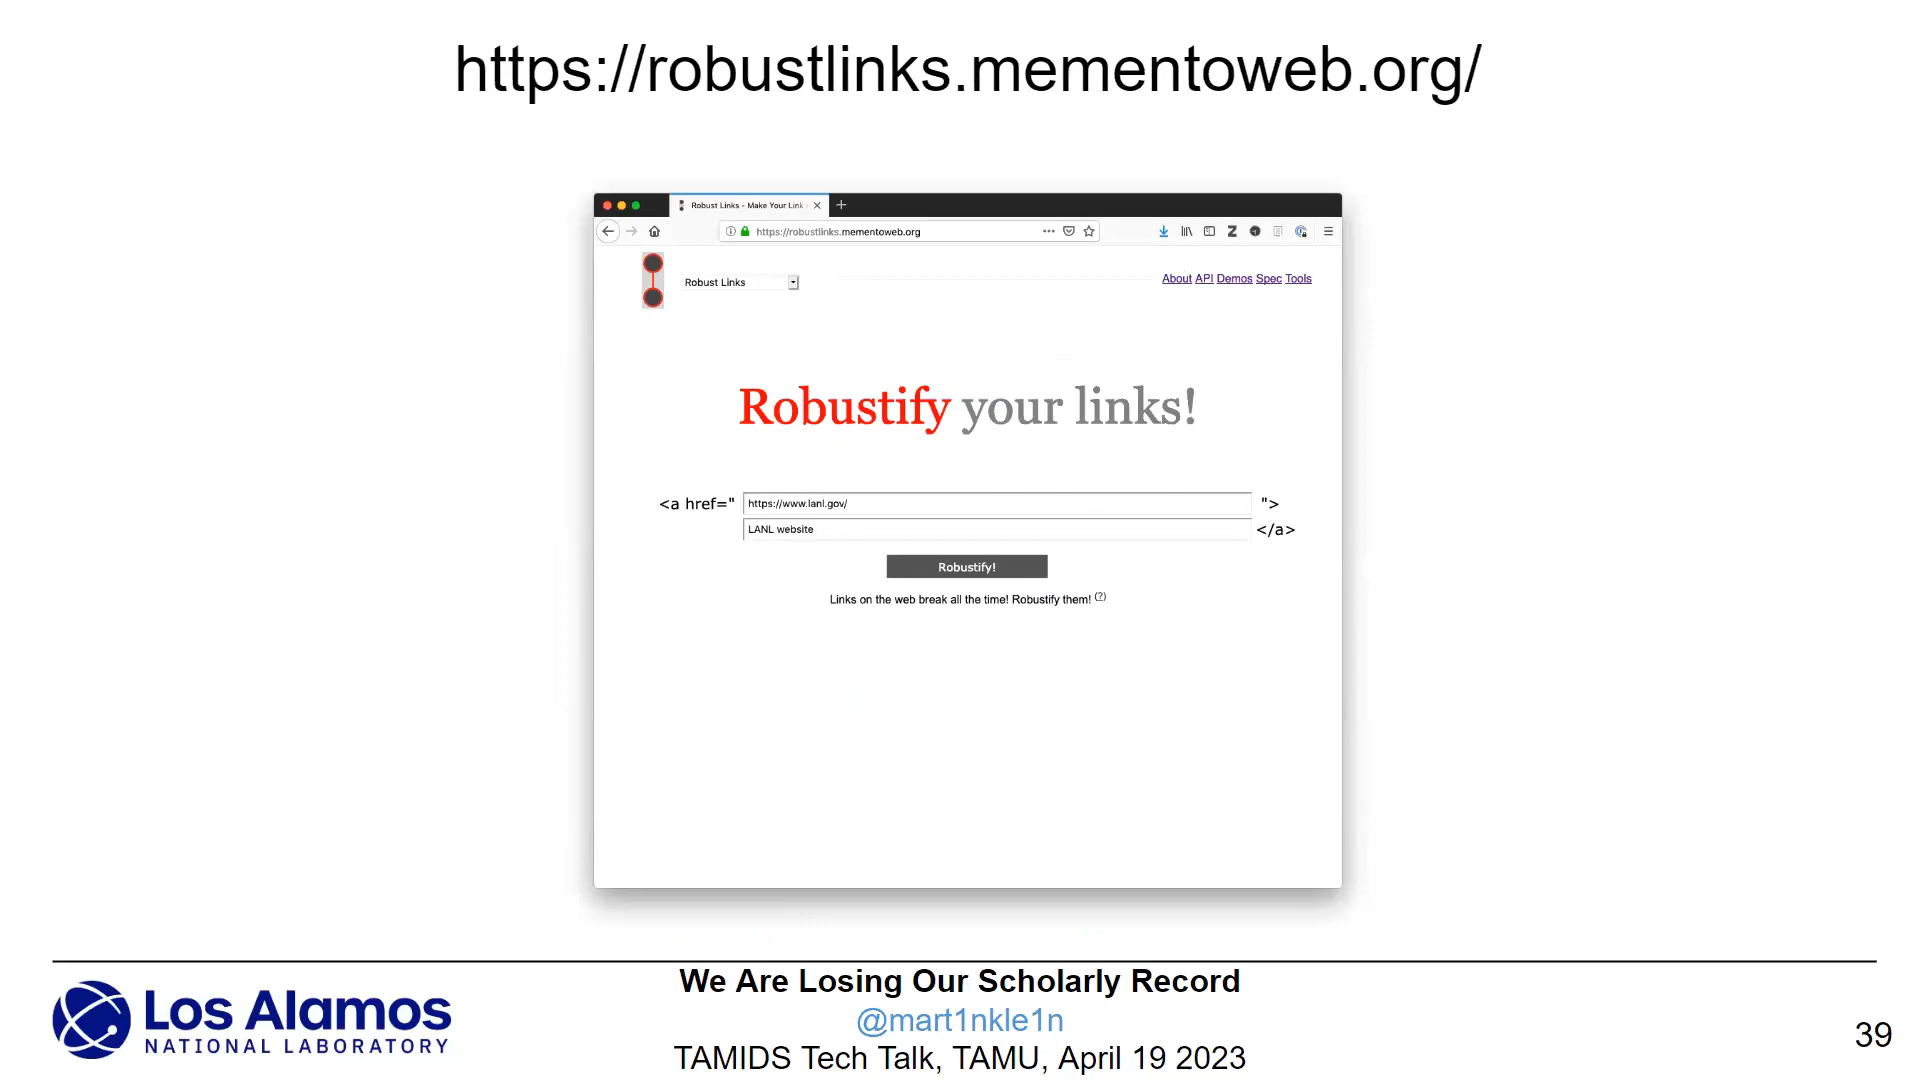 https://robustlinks.mementoweb.org/
Robust Links - Make Your Link
https://robustlinks.mementoweb.org
Robust Links
About API Demos Spec Tools
Robustify your links!
<a href=" https://www.lanl.gov/ ">
LANL website </a>
Robustify!
Links on the web break all the time! Robustify them! (?)
We Are Losing Our Scholarly Record
@mart1nkle1n
TAMIDS Tech Talk, TAMU, April 19 2023
Los Alamos
NATIONAL LABORATORY
39